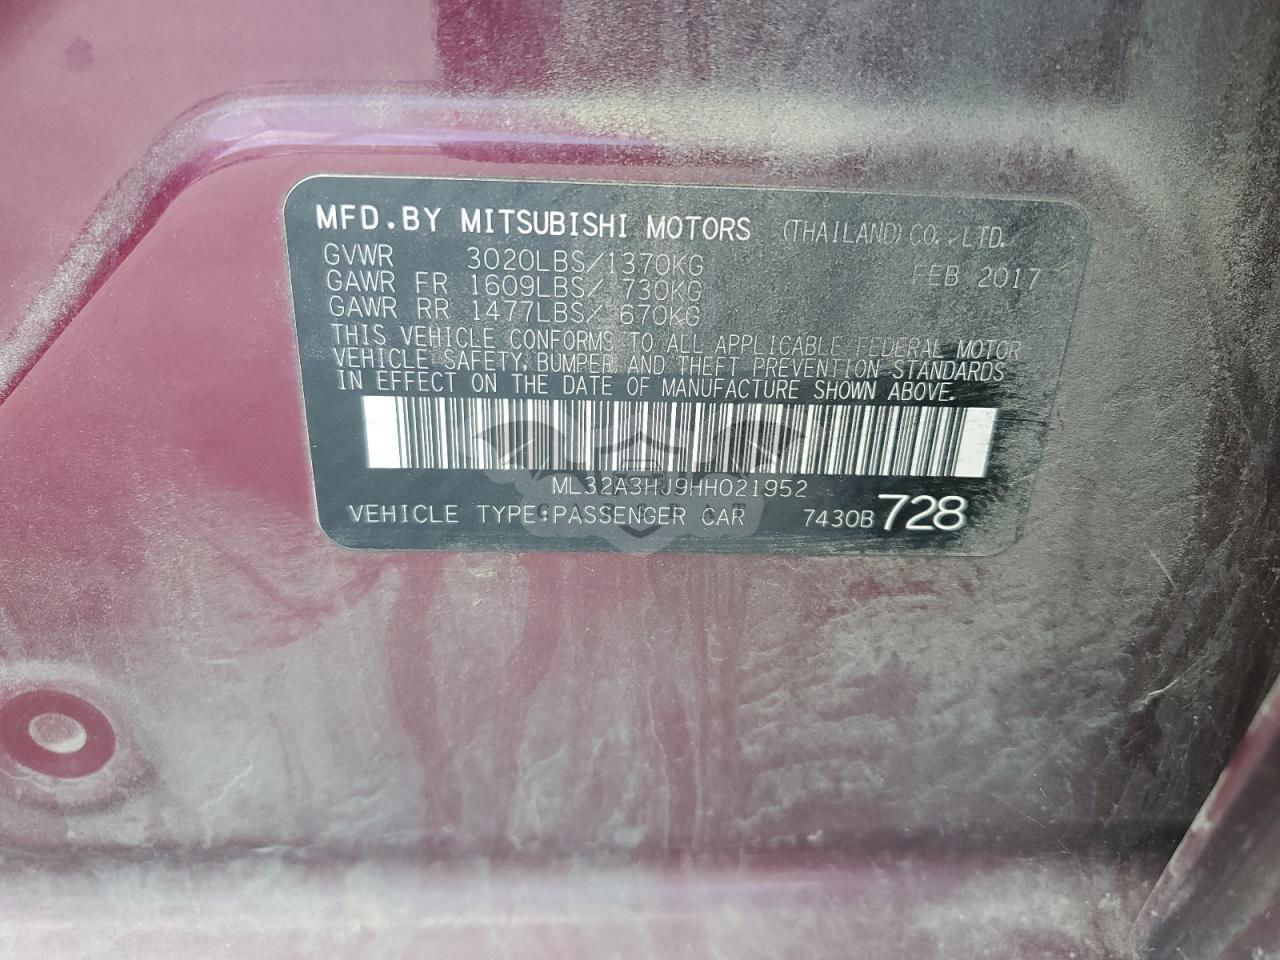 MFD.BY MITSUBISHI MOTORS (THAILAND) CO.,LTD.
GVWR 3020LBS/1370KG FEB 2017
GAWR FR 1609LBS/ 730KG
GAWR RR 1477LBS/ 670KG
THIS VEHICLE CONFORMS TO ALL APPLICABLE FEDERAL MOTOR
VEHICLE SAFETY, BUMPER AND THEFT PREVENTION STANDARDS
IN EFFECT ON THE DATE OF MANUFACTURE SHOWN ABOVE.
ML32A3HJ9HH021952
VEHICLE TYPE:PASSENGER CAR 7430B 728